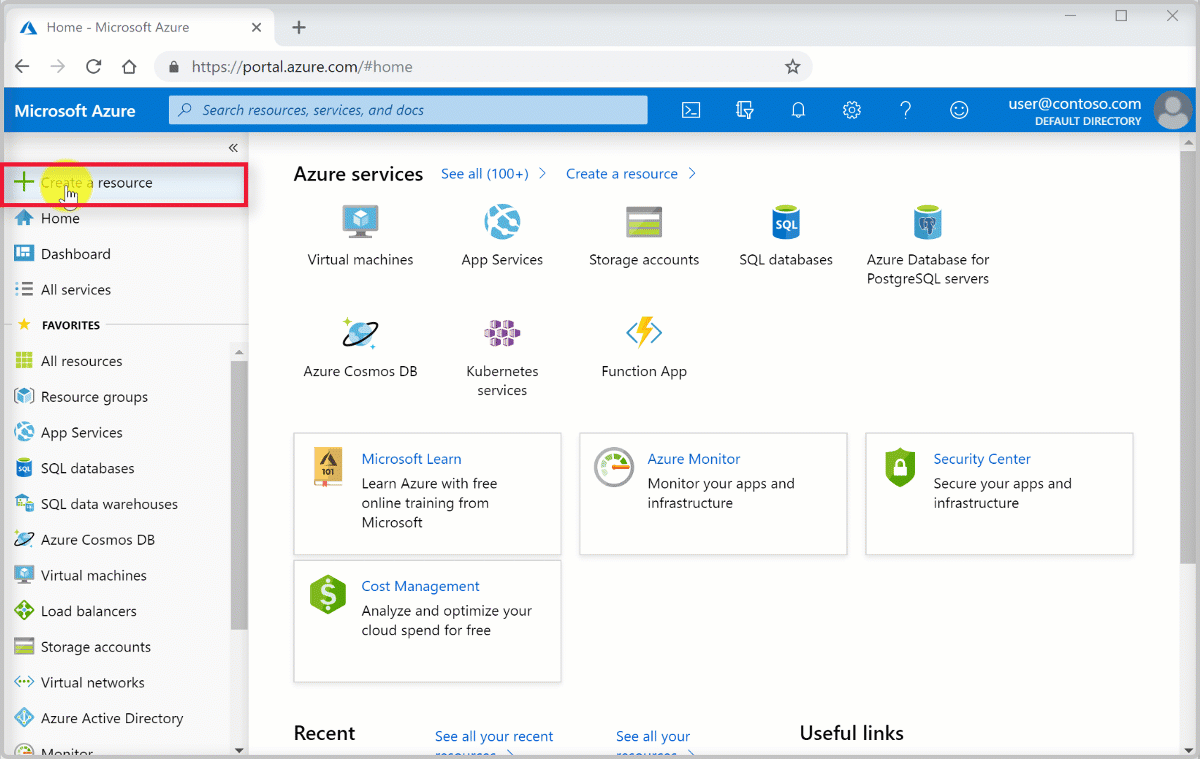 Home - Microsoft Azure
https://portal.azure.com/#home
Microsoft Azure
Search resources, services, and docs
user@contoso.com
DEFAULT DIRECTORY
Create a resource
Home
Dashboard
All services
FAVORITES
All resources
Resource groups
App Services
SQL databases
SQL data warehouses
Azure Cosmos DB
Virtual machines
Load balancers
Storage accounts
Virtual networks
Azure Active Directory
Monitor
Azure services
See all (100+)
Create a resource
Virtual machines
App Services
Storage accounts
SQL
SQL databases
Azure Database for
PostgreSQL servers
Azure Cosmos DB
Kubernetes
services
Function App
101
Microsoft Learn
Learn Azure with free
online training from
Microsoft
Azure Monitor
Monitor your apps and
infrastructure
Security Center
Secure your apps and
infrastructure
Cost Management
Analyze and optimize your
cloud spend for free
Recent
See all your recent
resources
See all your
resources
Useful links